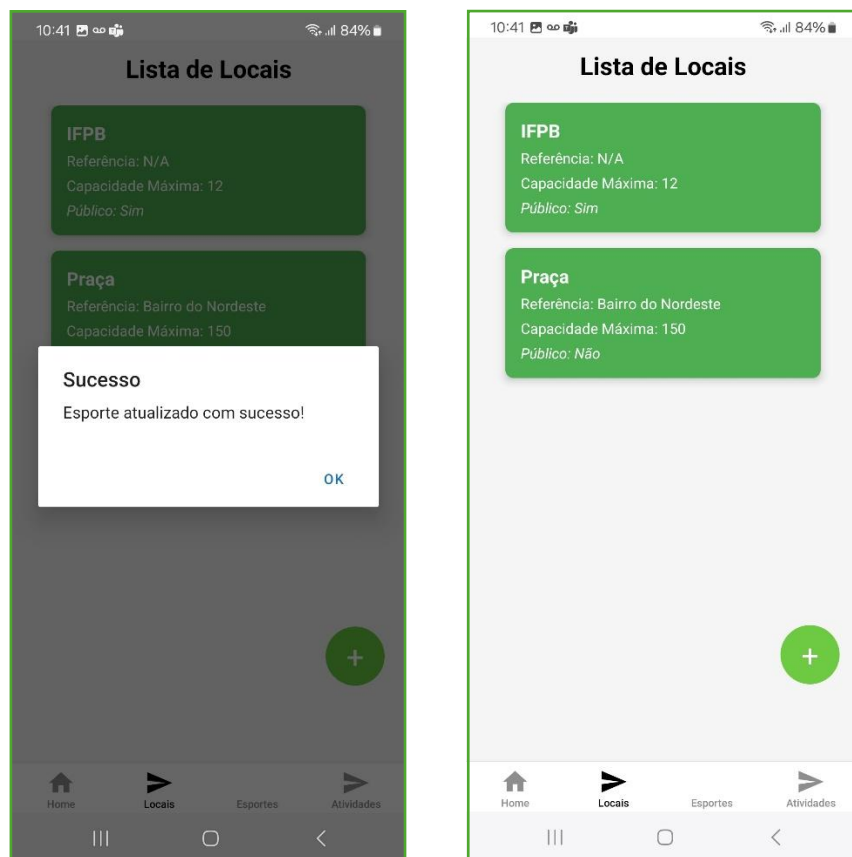 10:41
84%
Lista de Locais
IFPB
Referência: N/A
Capacidade Máxima: 12
Público: Sim
Praça
Referência: Bairro do Nordeste
Capacidade Máxima: 150
Sucesso
Esporte atualizado com sucesso!
OK
+
Home Locais Esportes Atividades
10:41
84%
Lista de Locais
IFPB
Referência: N/A
Capacidade Máxima: 12
Público: Sim
Praça
Referência: Bairro do Nordeste
Capacidade Máxima: 150
Público: Não
+
Home Locais Esportes Atividades